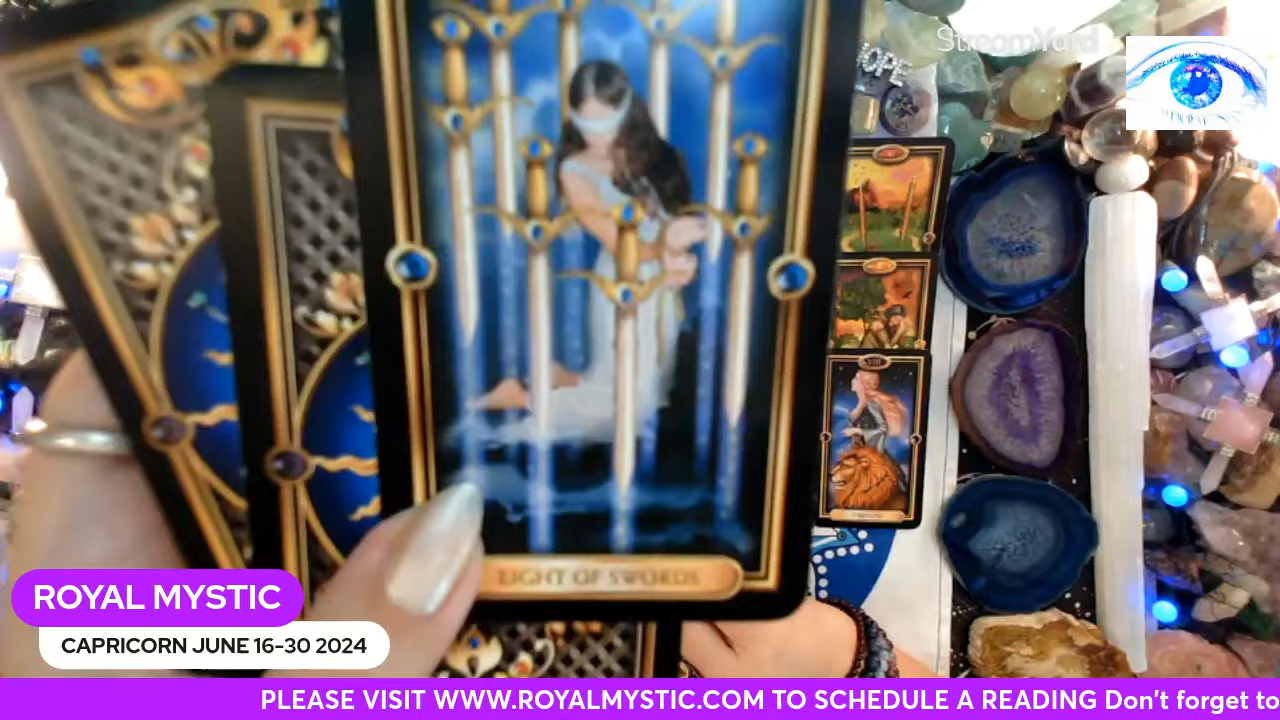 StreamYard
HOPE
VIII
EIGHT OF SWORDS
ROYAL MYSTIC
CAPRICORN JUNE 16-30 2024
PLEASE VISIT WWW.ROYALMYSTIC.COM TO SCHEDULE A READING Don't forget to